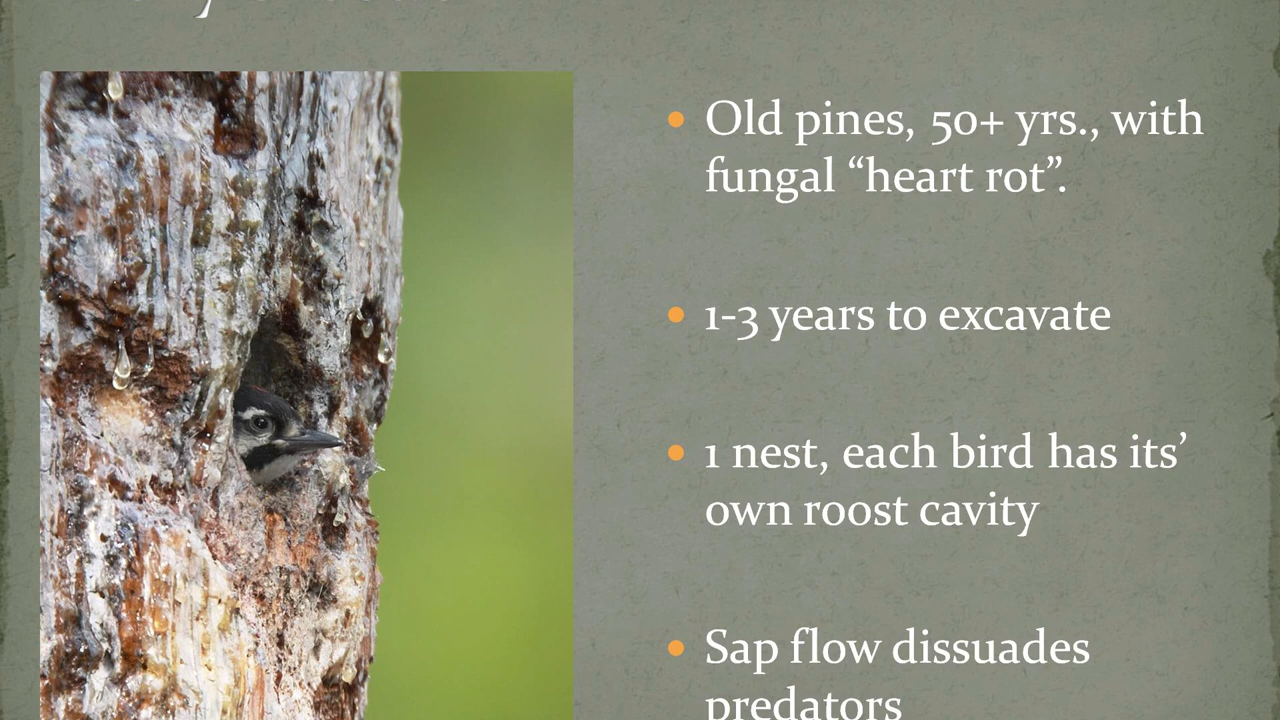 Old pines, 50+ yrs., with
fungal “heart rot”.
1-3 years to excavate
1 nest, each bird has its’
own roost cavity
Sap flow dissuades
predators